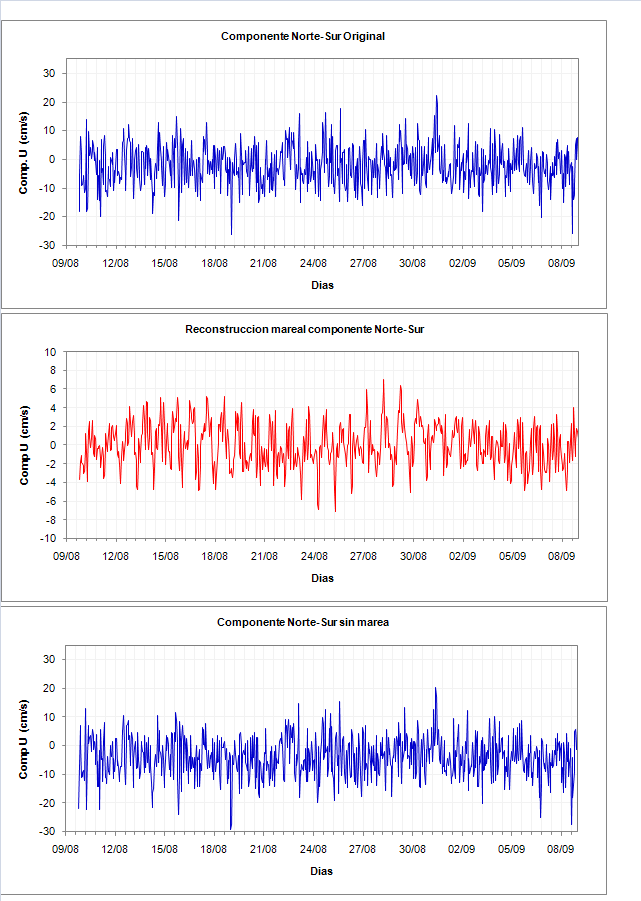 Componente Norte-Sur Original
30
20
10
0
-10
-20
-30
Comp.U (cm/s)
09/08 12/08 15/08 18/08 21/08 24/08 27/08 30/08 02/09 05/09 08/09
Dias
Reconstruccion mareal componente Norte-Sur
10
8
6
4
2
0
-2
-4
-6
-8
-10
Comp U (cm/s)
09/08 12/08 15/08 18/08 21/08 24/08 27/08 30/08 02/09 05/09 08/09
Dias
Componente Norte-Sur sin marea
30
20
10
0
-10
-20
-30
Comp U (cm/s)
09/08 12/08 15/08 18/08 21/08 24/08 27/08 30/08 02/09 05/09 08/09
Dias